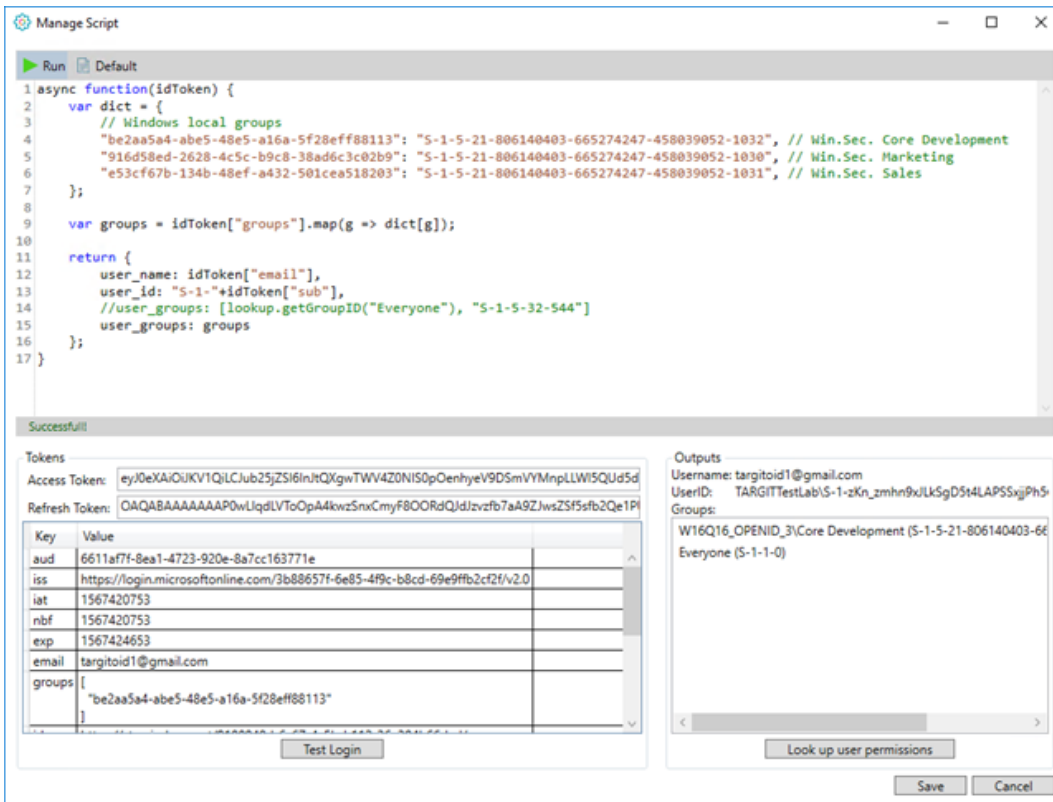 Manage Script
Run Default
1 async function(idToken) {
2 var dict = {
3 // Windows local groups
4 "be2aa5a4-abe5-48e5-a16a-5f28eff88113": "S-1-5-21-806140403-665274247-458039052-1032", // Win.Sec. Core Development
5 "916d58ed-2628-4c5c-b9c8-38ad6c3c02b9": "S-1-5-21-806140403-665274247-458039052-1030", // Win.Sec. Marketing
6 "e53cf67b-134b-48ef-a432-501cea518203": "S-1-5-21-806140403-665274247-458039052-1031", // Win.Sec. Sales
7 };
8
9 var groups = idToken["groups"].map(g => dict[g]);
10
11 return {
12 user_name: idToken["email"],
13 user_id: "S-1-"+idToken["sub"],
14 //user_groups: [lookup.getGroupID("Everyone"), "S-1-5-32-544"]
15 user_groups: groups
16 };
17 }
Successfull!
Tokens
Access Token:
Refresh Token:
Key Value
aud 6611af7f-8ea1-4723-920e-8a7cc163771e
iss https://login.microsoftonline.com/3b88657f-6e85-4f9c-b8cd-69e9ffb2cf2f/v2.0
iat 1567420753
nbf 1567420753
exp 1567424653
email targitoid1@gmail.com
groups [
"be2aa5a4-abe5-48e5-a16a-5f28eff88113"
]
Test Login
Outputs
Username: targitoid1@gmail.com
UserID:
Groups:
W16Q16_OPENID_3\Core Development (S-1-5-21-806140403-66
Everyone (S-1-1-0)
Look up user permissions
Save Cancel